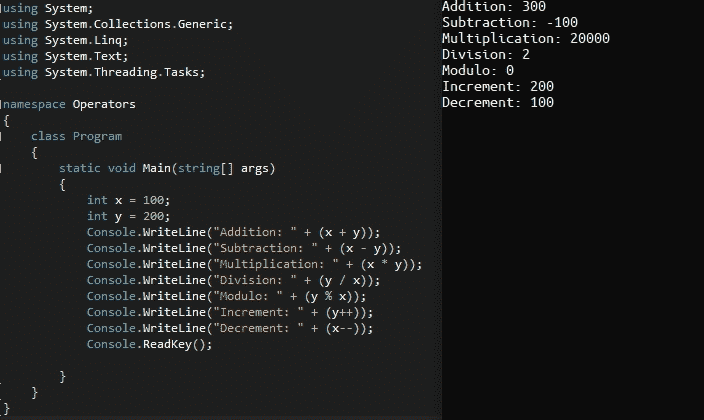 using System;
using System.Collections.Generic;
using System.Linq;
using System.Text;
using System.Threading.Tasks;

namespace Operators
{
    class Program
    {
        static void Main(string[] args)
        {
            int x = 100;
            int y = 200;
            Console.WriteLine("Addition: " + (x + y));
            Console.WriteLine("Subtraction: " + (x - y));
            Console.WriteLine("Multiplication: " + (x * y));
            Console.WriteLine("Division: " + (y / x));
            Console.WriteLine("Modulo: " + (y % x));
            Console.WriteLine("Increment: " + (y++));
            Console.WriteLine("Decrement: " + (x--));
            Console.ReadKey();

        }
    }
}
Addition: 300
Subtraction: -100
Multiplication: 20000
Division: 2
Modulo: 0
Increment: 200
Decrement: 100